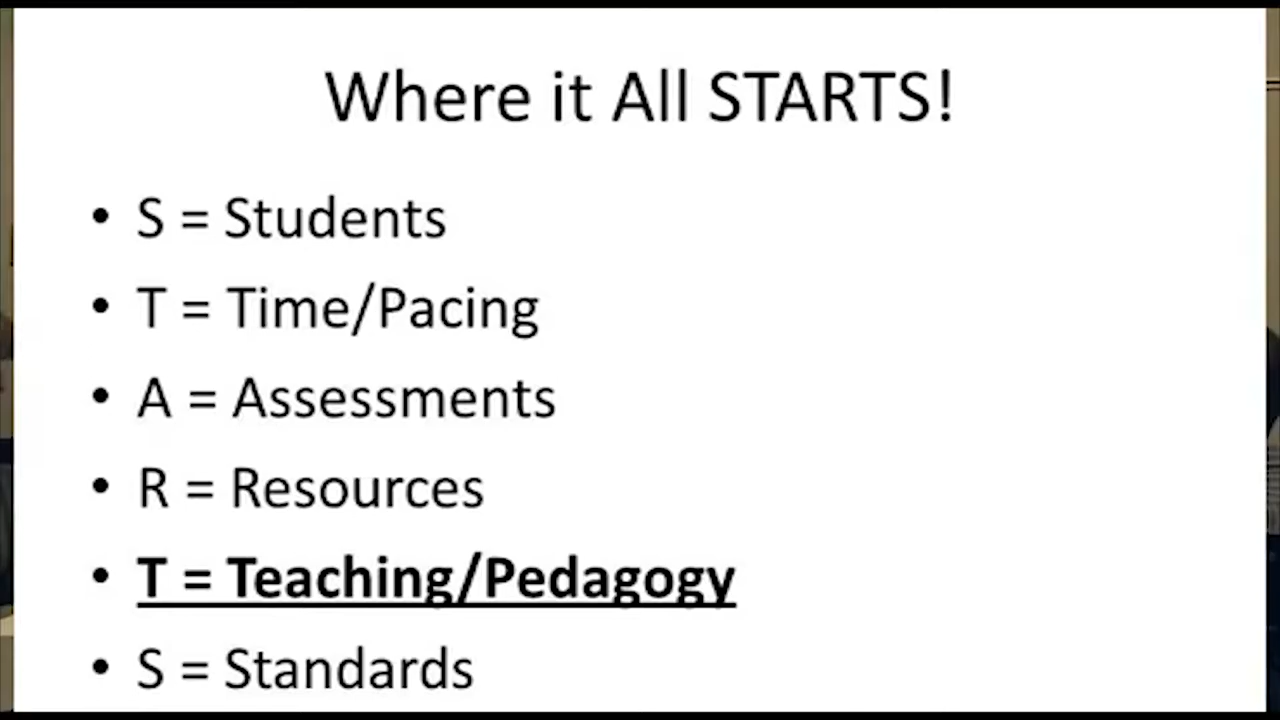 Where it All STARTS!
• S = Students
• T = Time/Pacing
• A = Assessments
• R = Resources
• T = Teaching/Pedagogy
• S = Standards